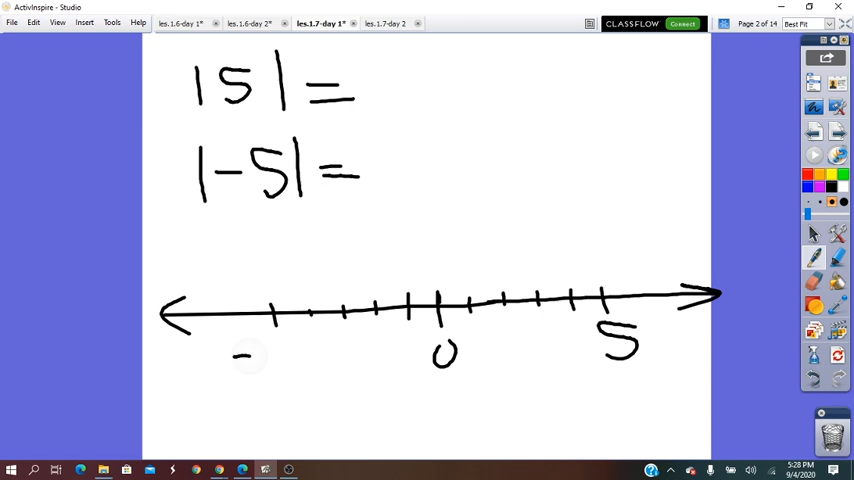 ActivInspire - Studio
File Edit View Insert Tools Help
les.1.6-day 1*
les.1.6-day 2*
les.1.7-day 1*
les.1.7-day 2
CLASSFLOW Connect
Page 2 of 14
Best Fit
|5|=
|-5|=
-
0
5
5:28 PM
9/4/2020